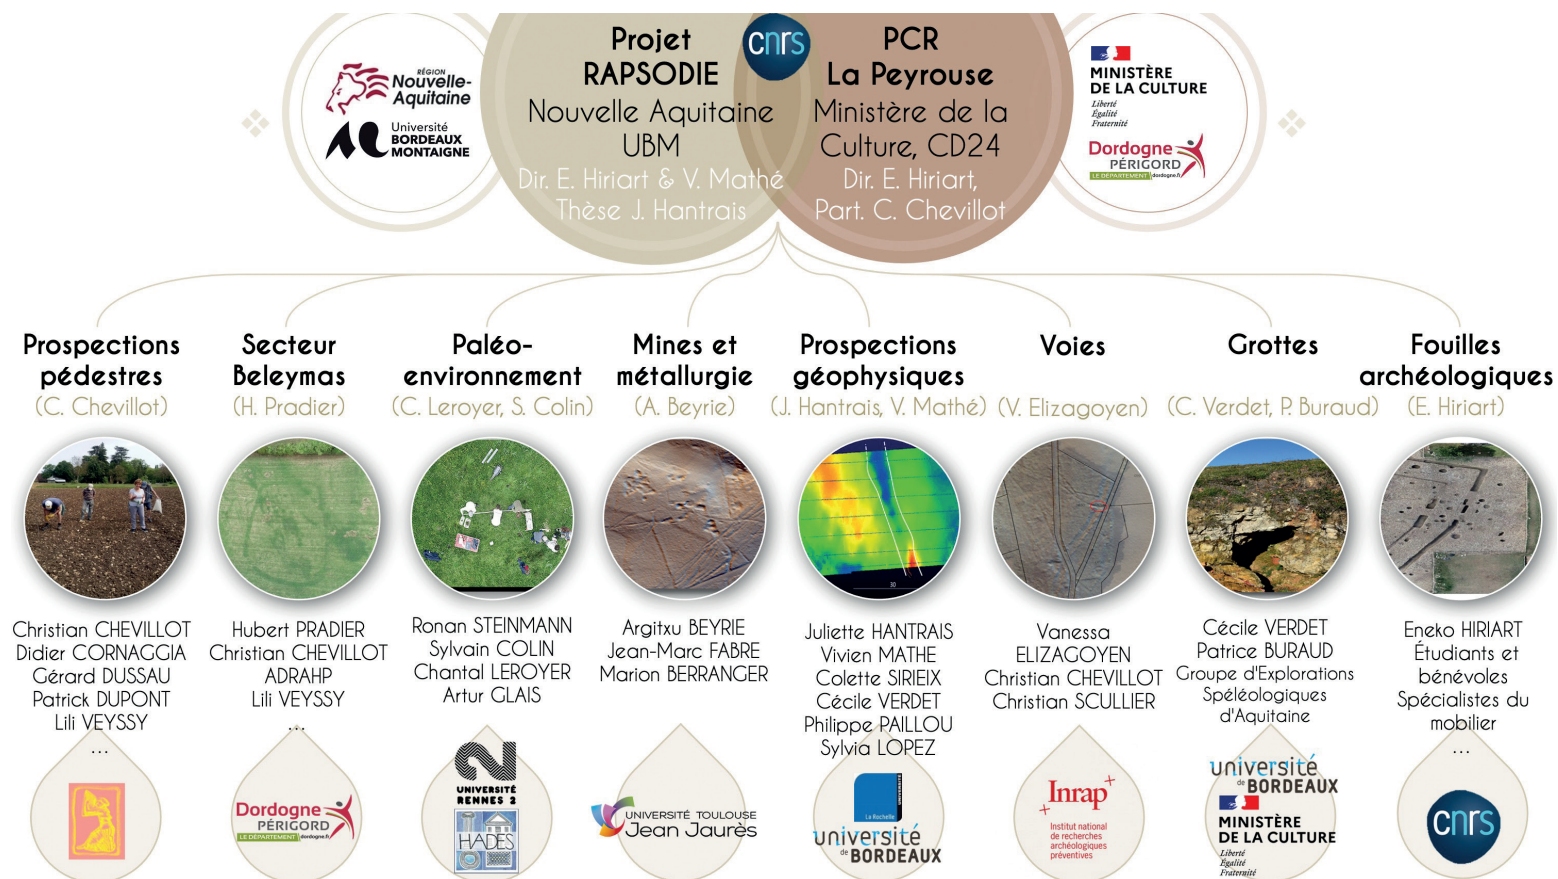 RÉGION
Nouvelle-
Aquitaine
Université
BORDEAUX
MONTAIGNE
Projet
RAPSODIE
Nouvelle Aquitaine
UBM
Dir. E. Hiriart & V. Mathé
Thèse J. Hantrais
cnrs
PCR
La Peyrouse
Ministère de la
Culture, CD24
Dir. E. Hiriart,
Part. C. Chevillot
MINISTÈRE
DE LA CULTURE
Liberté
Égalité
Fraternité
Dordogne
PÉRIGORD
LE DÉPARTEMENT dordogne.fr
Prospections
pédestres
(C. Chevillot)
Christian CHEVILLOT
Didier CORNAGGIA
Gérard DUSSAU
Patrick DUPONT
Lili VEYSSY
...
Secteur
Beleymas
(H. Pradier)
Hubert PRADIER
Christian CHEVILLOT
ADRAHP
Lili VEYSSY
...
Dordogne
PÉRIGORD
LE DÉPARTEMENT dordogne.fr
Paléo-
environnement
(C. Leroyer, S. Colin)
Ronan STEINMANN
Sylvain COLIN
Chantal LEROYER
Artur GLAIS
UNIVERSITÉ
RENNES 2
HADES
Mines et
métallurgie
(A. Beyrie)
Argitxu BEYRIE
Jean-Marc FABRE
Marion BERRANGER
UNIVERSITÉ TOULOUSE
Jean Jaurès
Prospections
géophysiques
(J. Hantrais, V. Mathé)
30
Juliette HANTRAIS
Vivien MATHE
Colette SIRIEIX
Cécile VERDET
Philippe PAILLOU
Sylvia LOPEZ
La Rochelle
UNIVERSITÉ
université
de BORDEAUX
Voies
(V. Elizagoyen)
Vanessa
ELIZAGOYEN
Christian CHEVILLOT
Christian SCULLIER
Inrap
Institut national
de recherches
archéologiques
préventives
Grottes
(C. Verdet, P. Buraud)
Cécile VERDET
Patrice BURAUD
Groupe d'Explorations
Spéléologiques
d'Aquitaine
université
de BORDEAUX
MINISTÈRE
DE LA CULTURE
Liberté
Égalité
Fraternité
Fouilles
archéologiques
(E. Hiriart)
Eneko HIRIART
Étudiants et
bénévoles
Spécialistes du
mobilier
...
cnrs